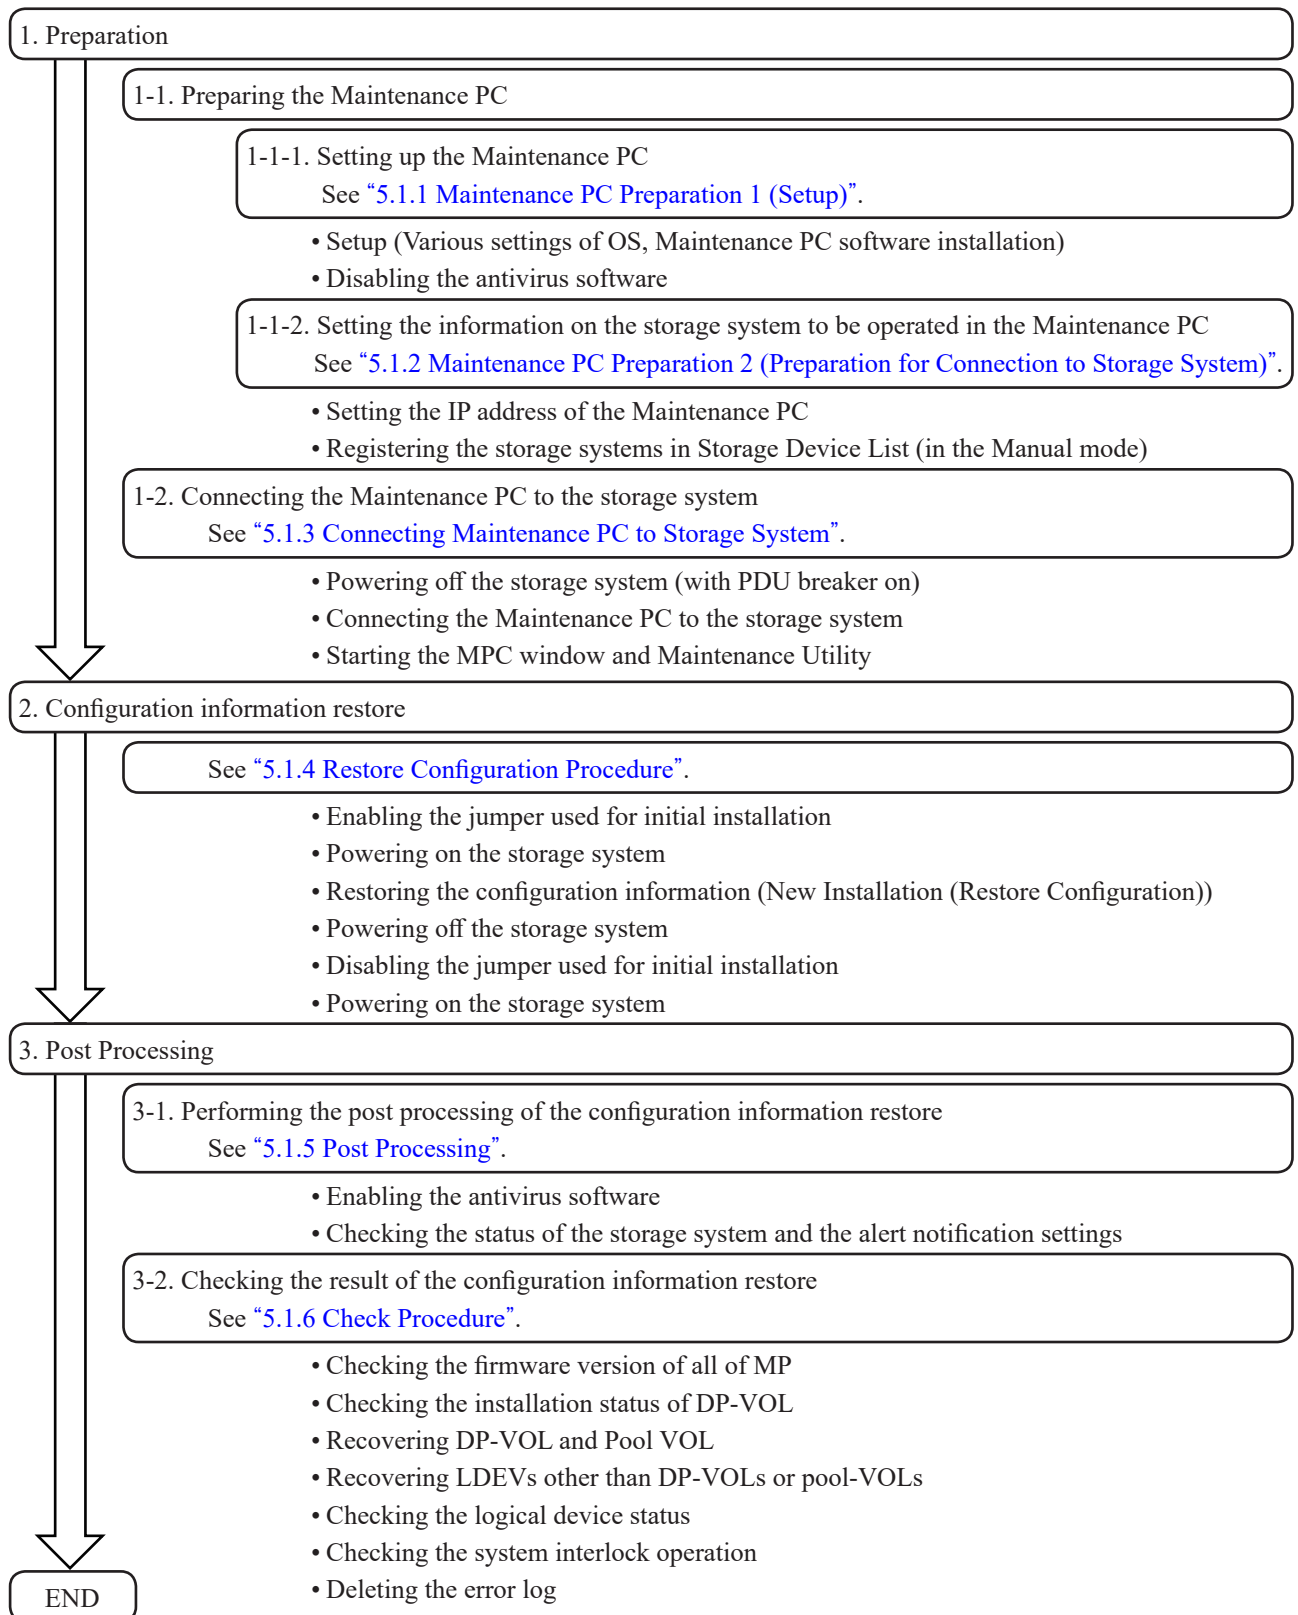 1. Preparation
1-1. Preparing the Maintenance PC
1-1-1. Setting up the Maintenance PC
See “5.1.1 Maintenance PC Preparation 1 (Setup)”.
• Setup (Various settings of OS, Maintenance PC software installation)
• Disabling the antivirus software
1-1-2. Setting the information on the storage system to be operated in the Maintenance PC
See “5.1.2 Maintenance PC Preparation 2 (Preparation for Connection to Storage System)”.
• Setting the IP address of the Maintenance PC
• Registering the storage systems in Storage Device List (in the Manual mode)
1-2. Connecting the Maintenance PC to the storage system
See “5.1.3 Connecting Maintenance PC to Storage System”.
• Powering off the storage system (with PDU breaker on)
• Connecting the Maintenance PC to the storage system
• Starting the MPC window and Maintenance Utility
2. Configuration information restore
See “5.1.4 Restore Configuration Procedure”.
• Enabling the jumper used for initial installation
• Powering on the storage system
• Restoring the configuration information (New Installation (Restore Configuration))
• Powering off the storage system
• Disabling the jumper used for initial installation
• Powering on the storage system
3. Post Processing
3-1. Performing the post processing of the configuration information restore
See “5.1.5 Post Processing”.
• Enabling the antivirus software
• Checking the status of the storage system and the alert notification settings
3-2. Checking the result of the configuration information restore
See “5.1.6 Check Procedure”.
• Checking the firmware version of all of MP
• Checking the installation status of DP-VOL
• Recovering DP-VOL and Pool VOL
• Recovering LDEVs other than DP-VOLs or pool-VOLs
• Checking the logical device status
• Checking the system interlock operation
• Deleting the error log
END